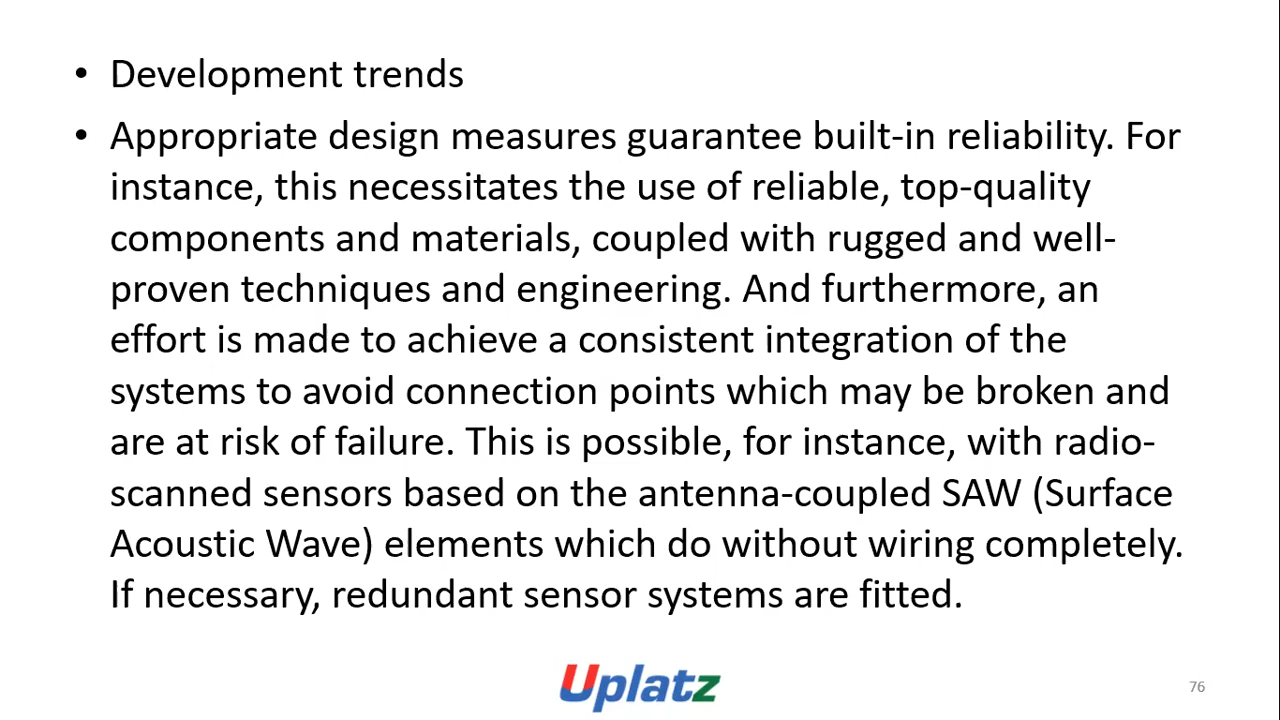 • Development trends
• Appropriate design measures guarantee built-in reliability. For
instance, this necessitates the use of reliable, top-quality
components and materials, coupled with rugged and well-
proven techniques and engineering. And furthermore, an
effort is made to achieve a consistent integration of the
systems to avoid connection points which may be broken and
are at risk of failure. This is possible, for instance, with radio-
scanned sensors based on the antenna-coupled SAW (Surface
Acoustic Wave) elements which do without wiring completely.
If necessary, redundant sensor systems are fitted.
Uplatz
76